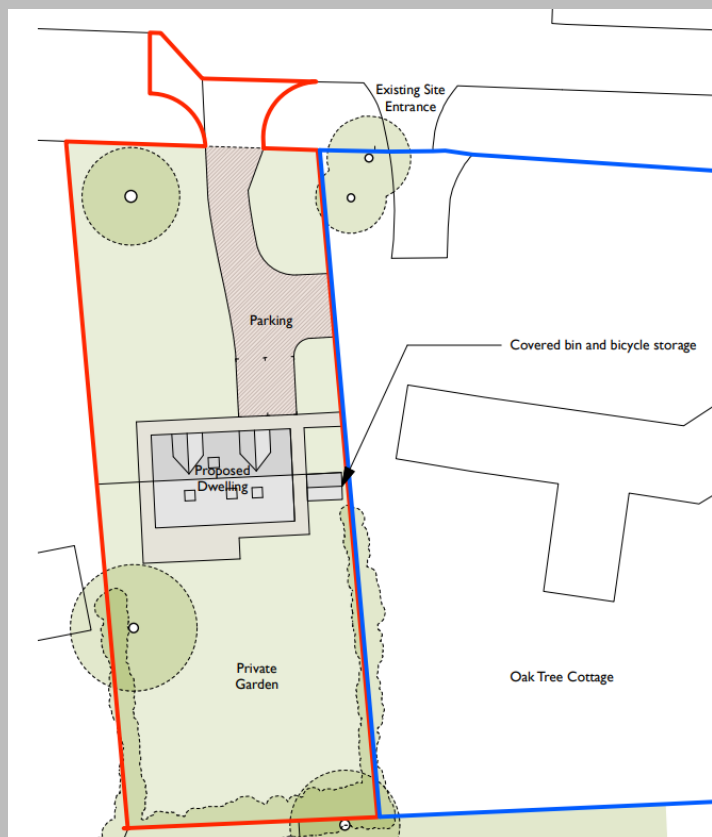 Existing Site
Entrance
Parking
Covered bin and bicycle storage
Proposed
Dwelling
Private
Garden
Oak Tree Cottage